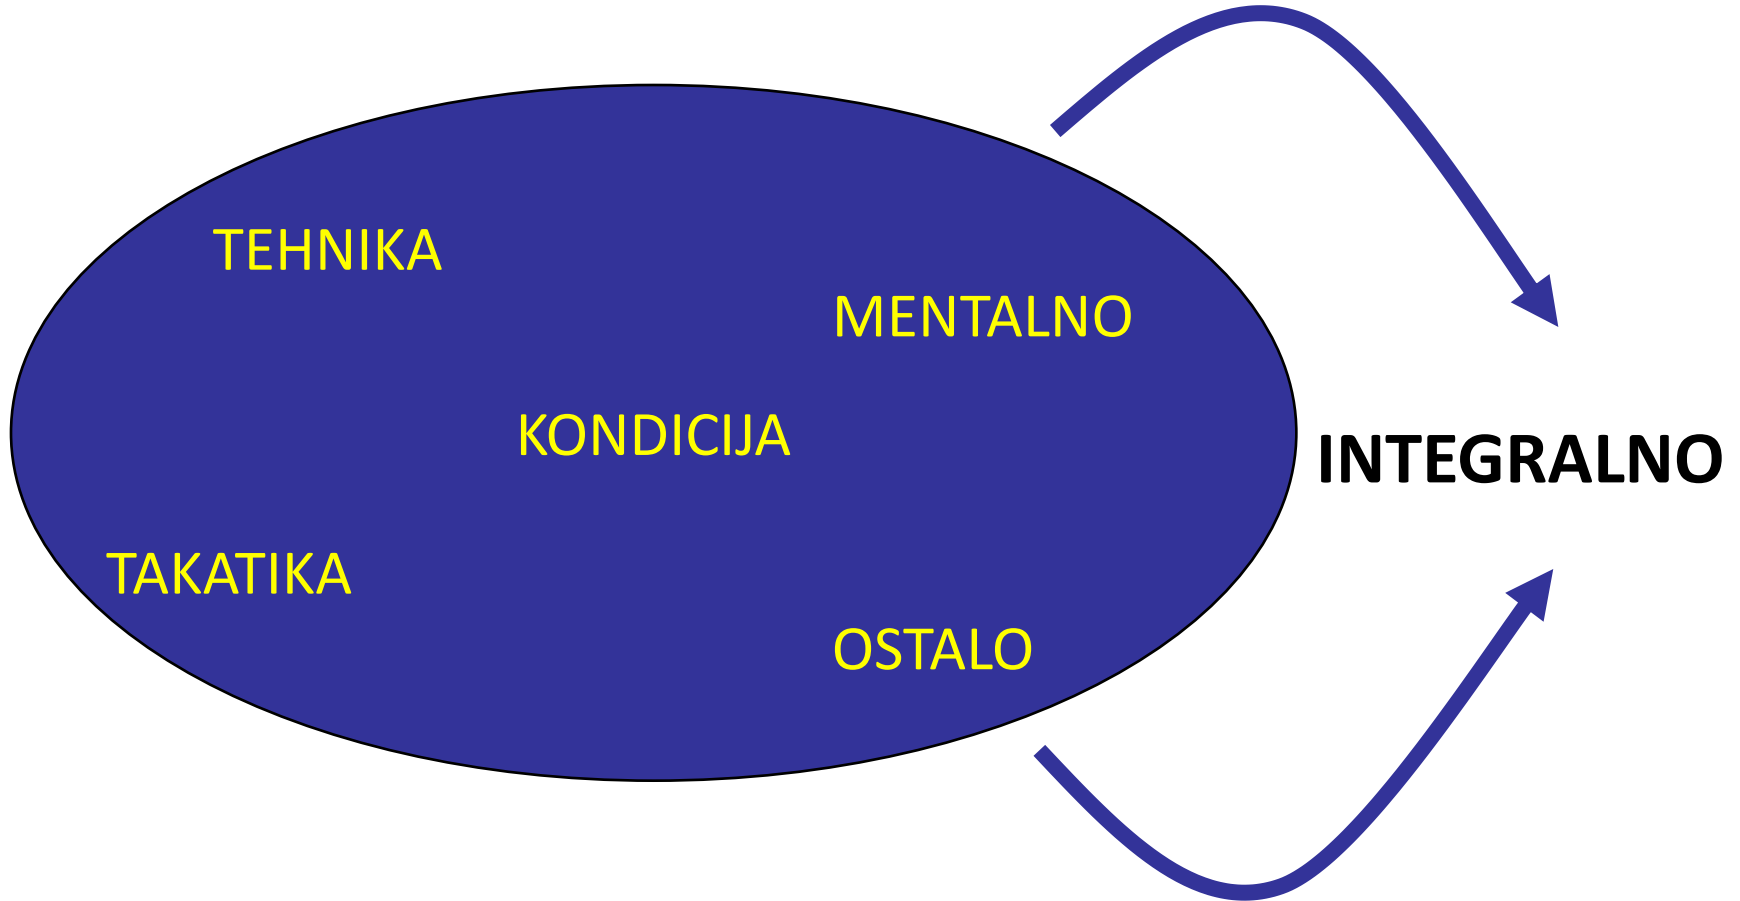 TEHNIKA
MENTALNO
KONDICIJA
INTEGRALNO
TAKATIKA
OSTALO